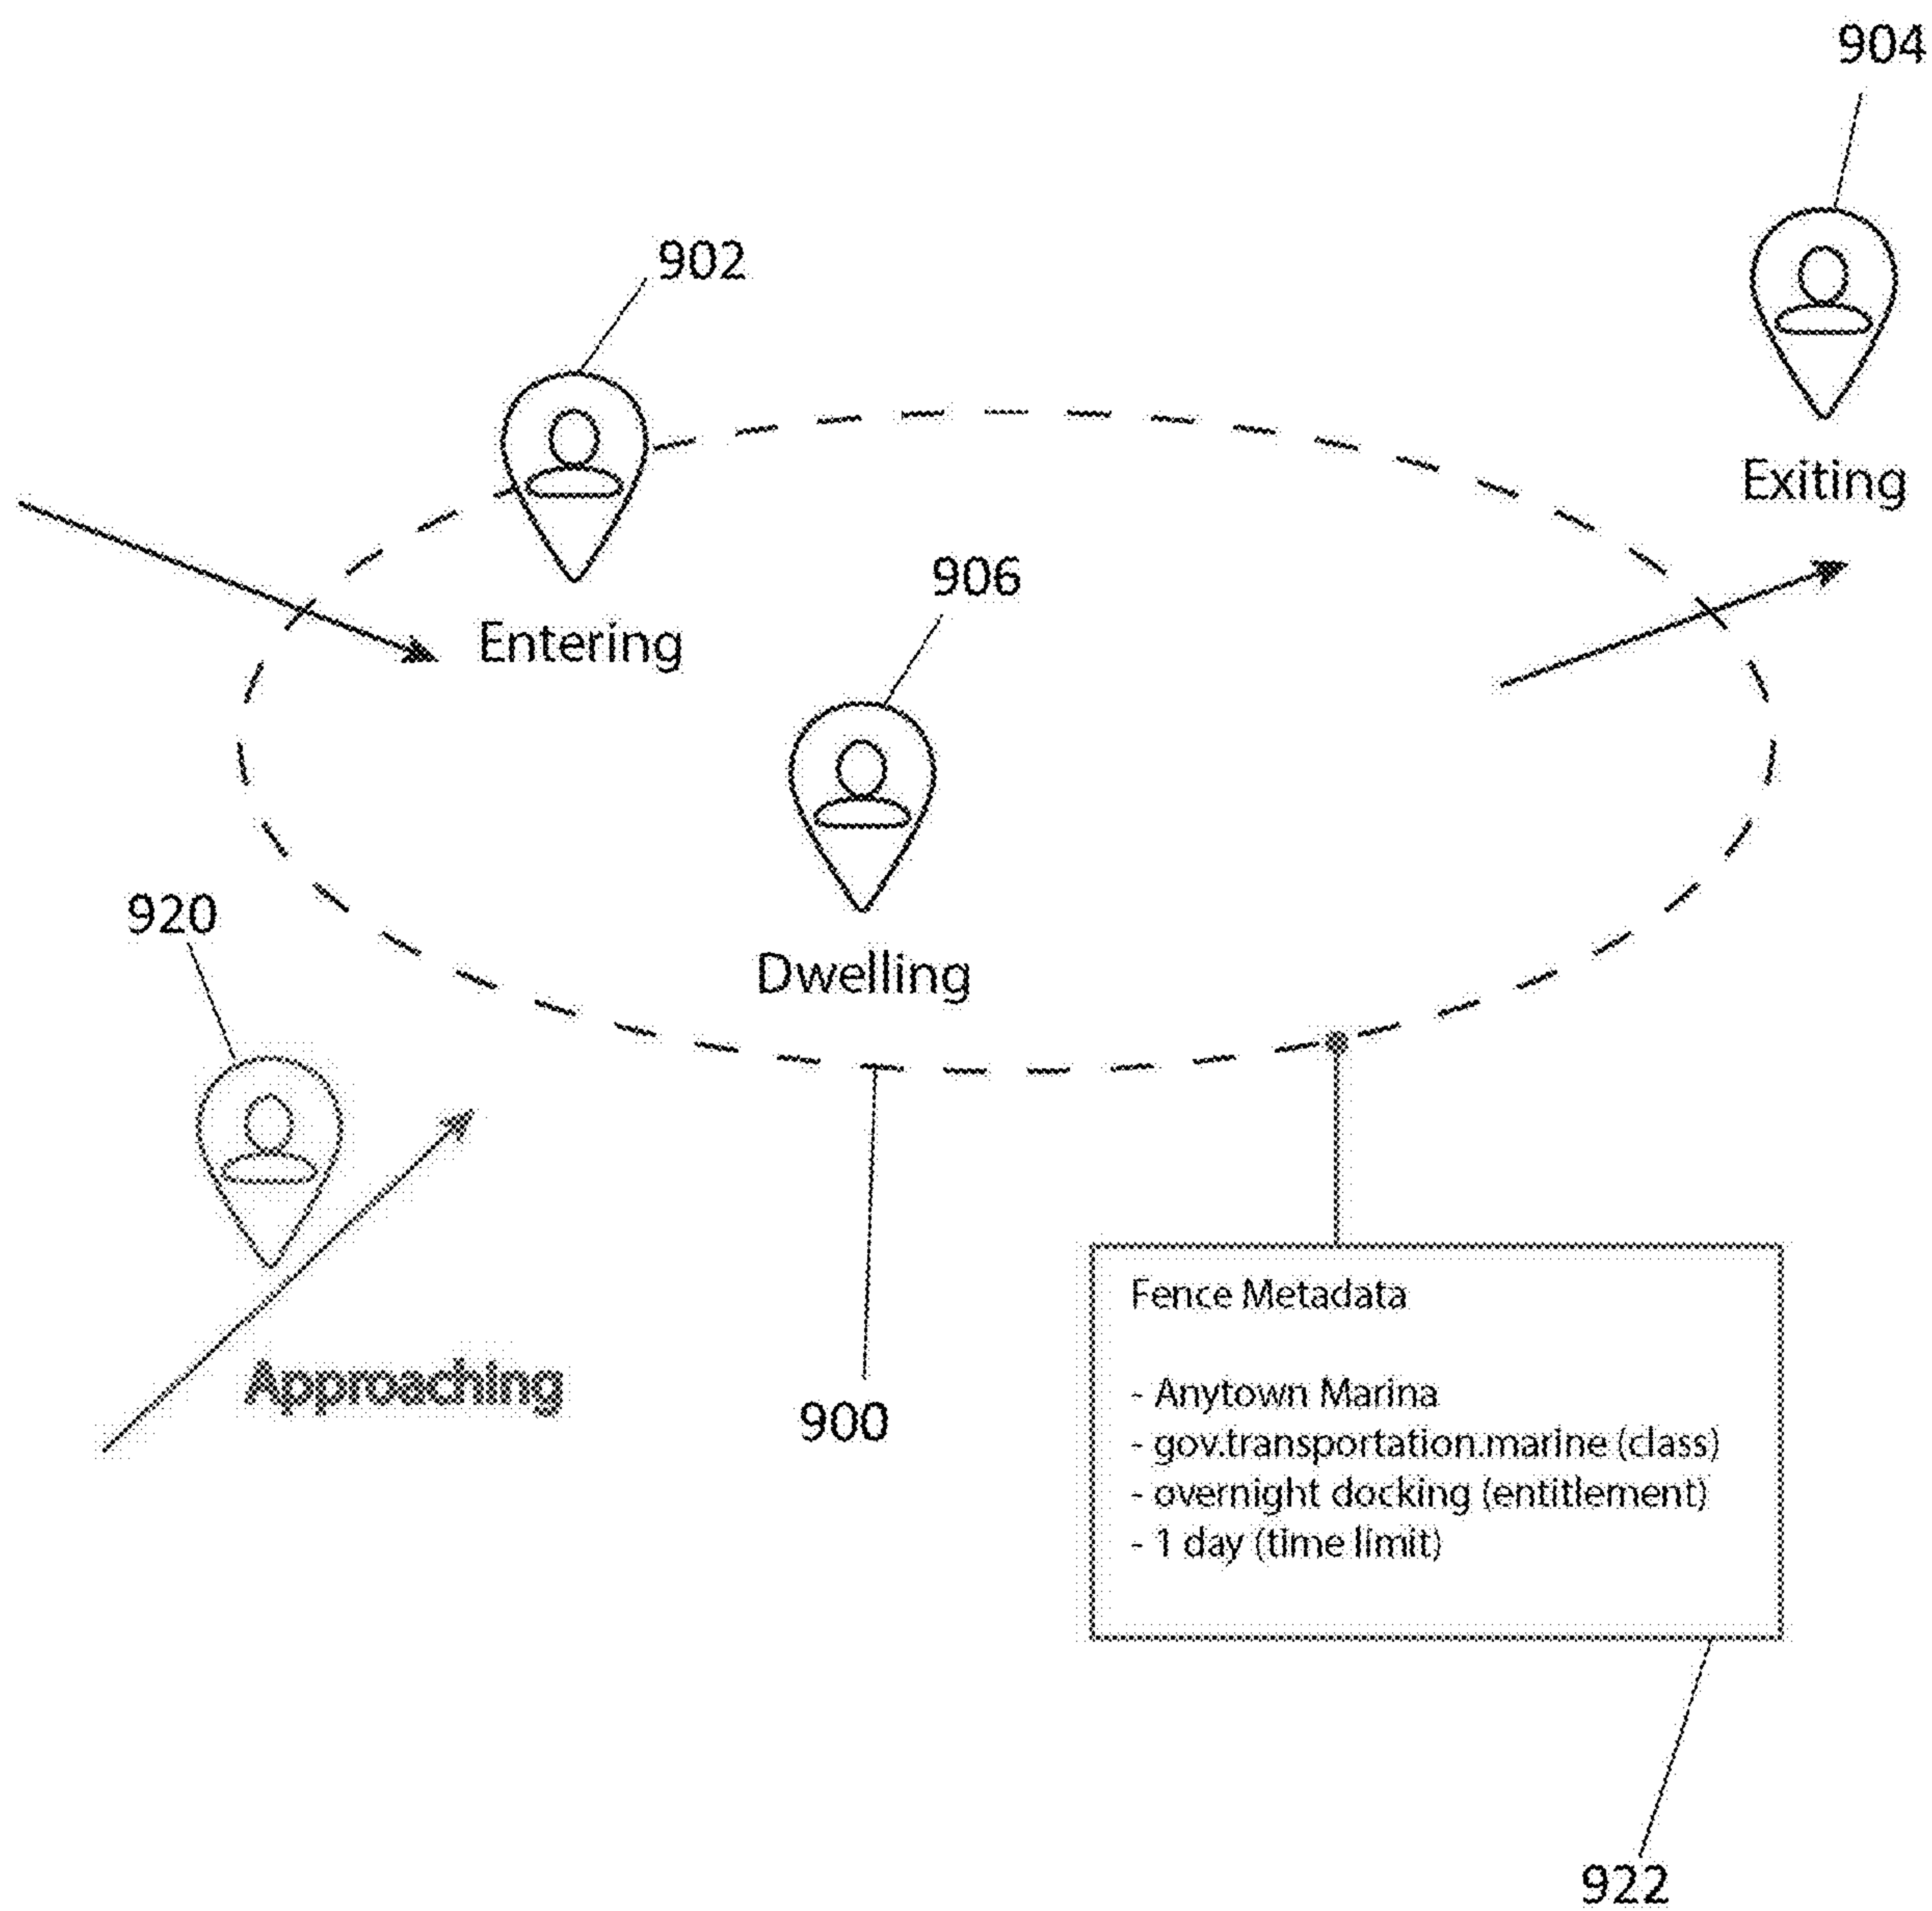 904
902
Exiting
906
Entering
920
Dwelling
Approaching
900
Fence Metadata
- Anytown Marina
- gov.transportation.marine (class)
- overnight docking (entitlement)
- 1 day (time limit)
922